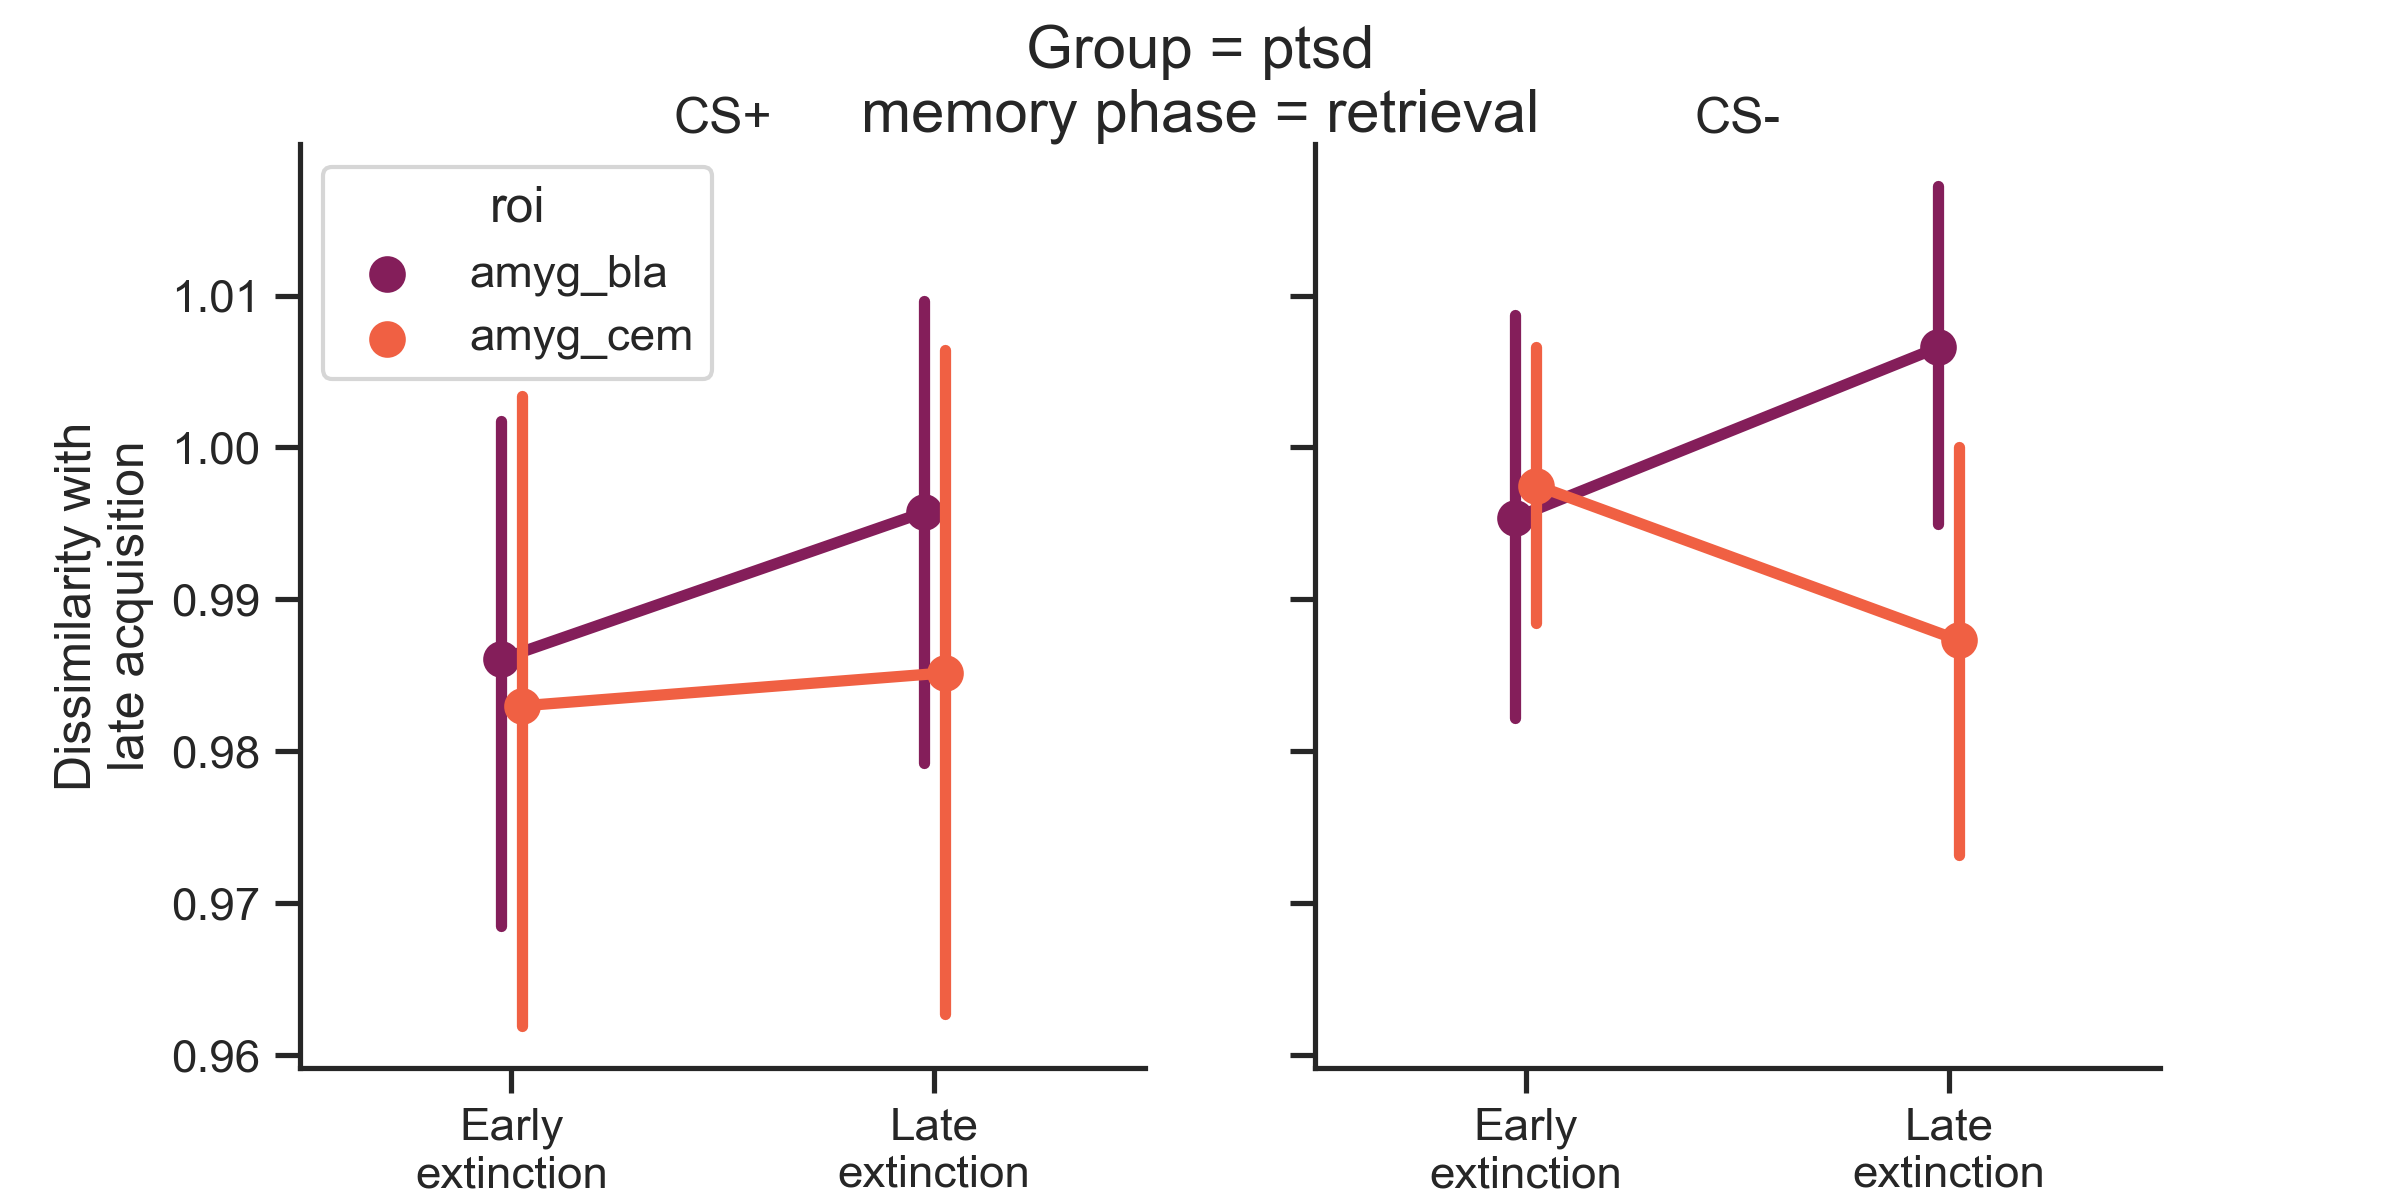 Group = ptsd
memory phase = retrieval
CS+
CS-
roi
amyg_bla
amyg_cem
Dissimilarity with
late acquisition
1.01
1.00
0.99
0.98
0.97
0.96
Early
extinction
Late
extinction
Early
extinction
Late
extinction